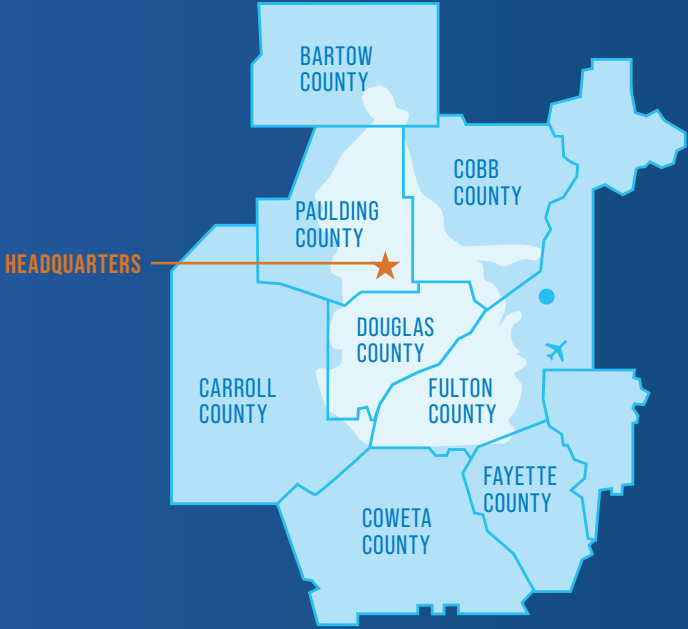 BARTOW
COUNTY
COBB
COUNTY
PAULDING
COUNTY
HEADQUARTERS
DOUGLAS
COUNTY
CARROLL
COUNTY
FULTON
COUNTY
FAYETTE
COUNTY
COWETA
COUNTY